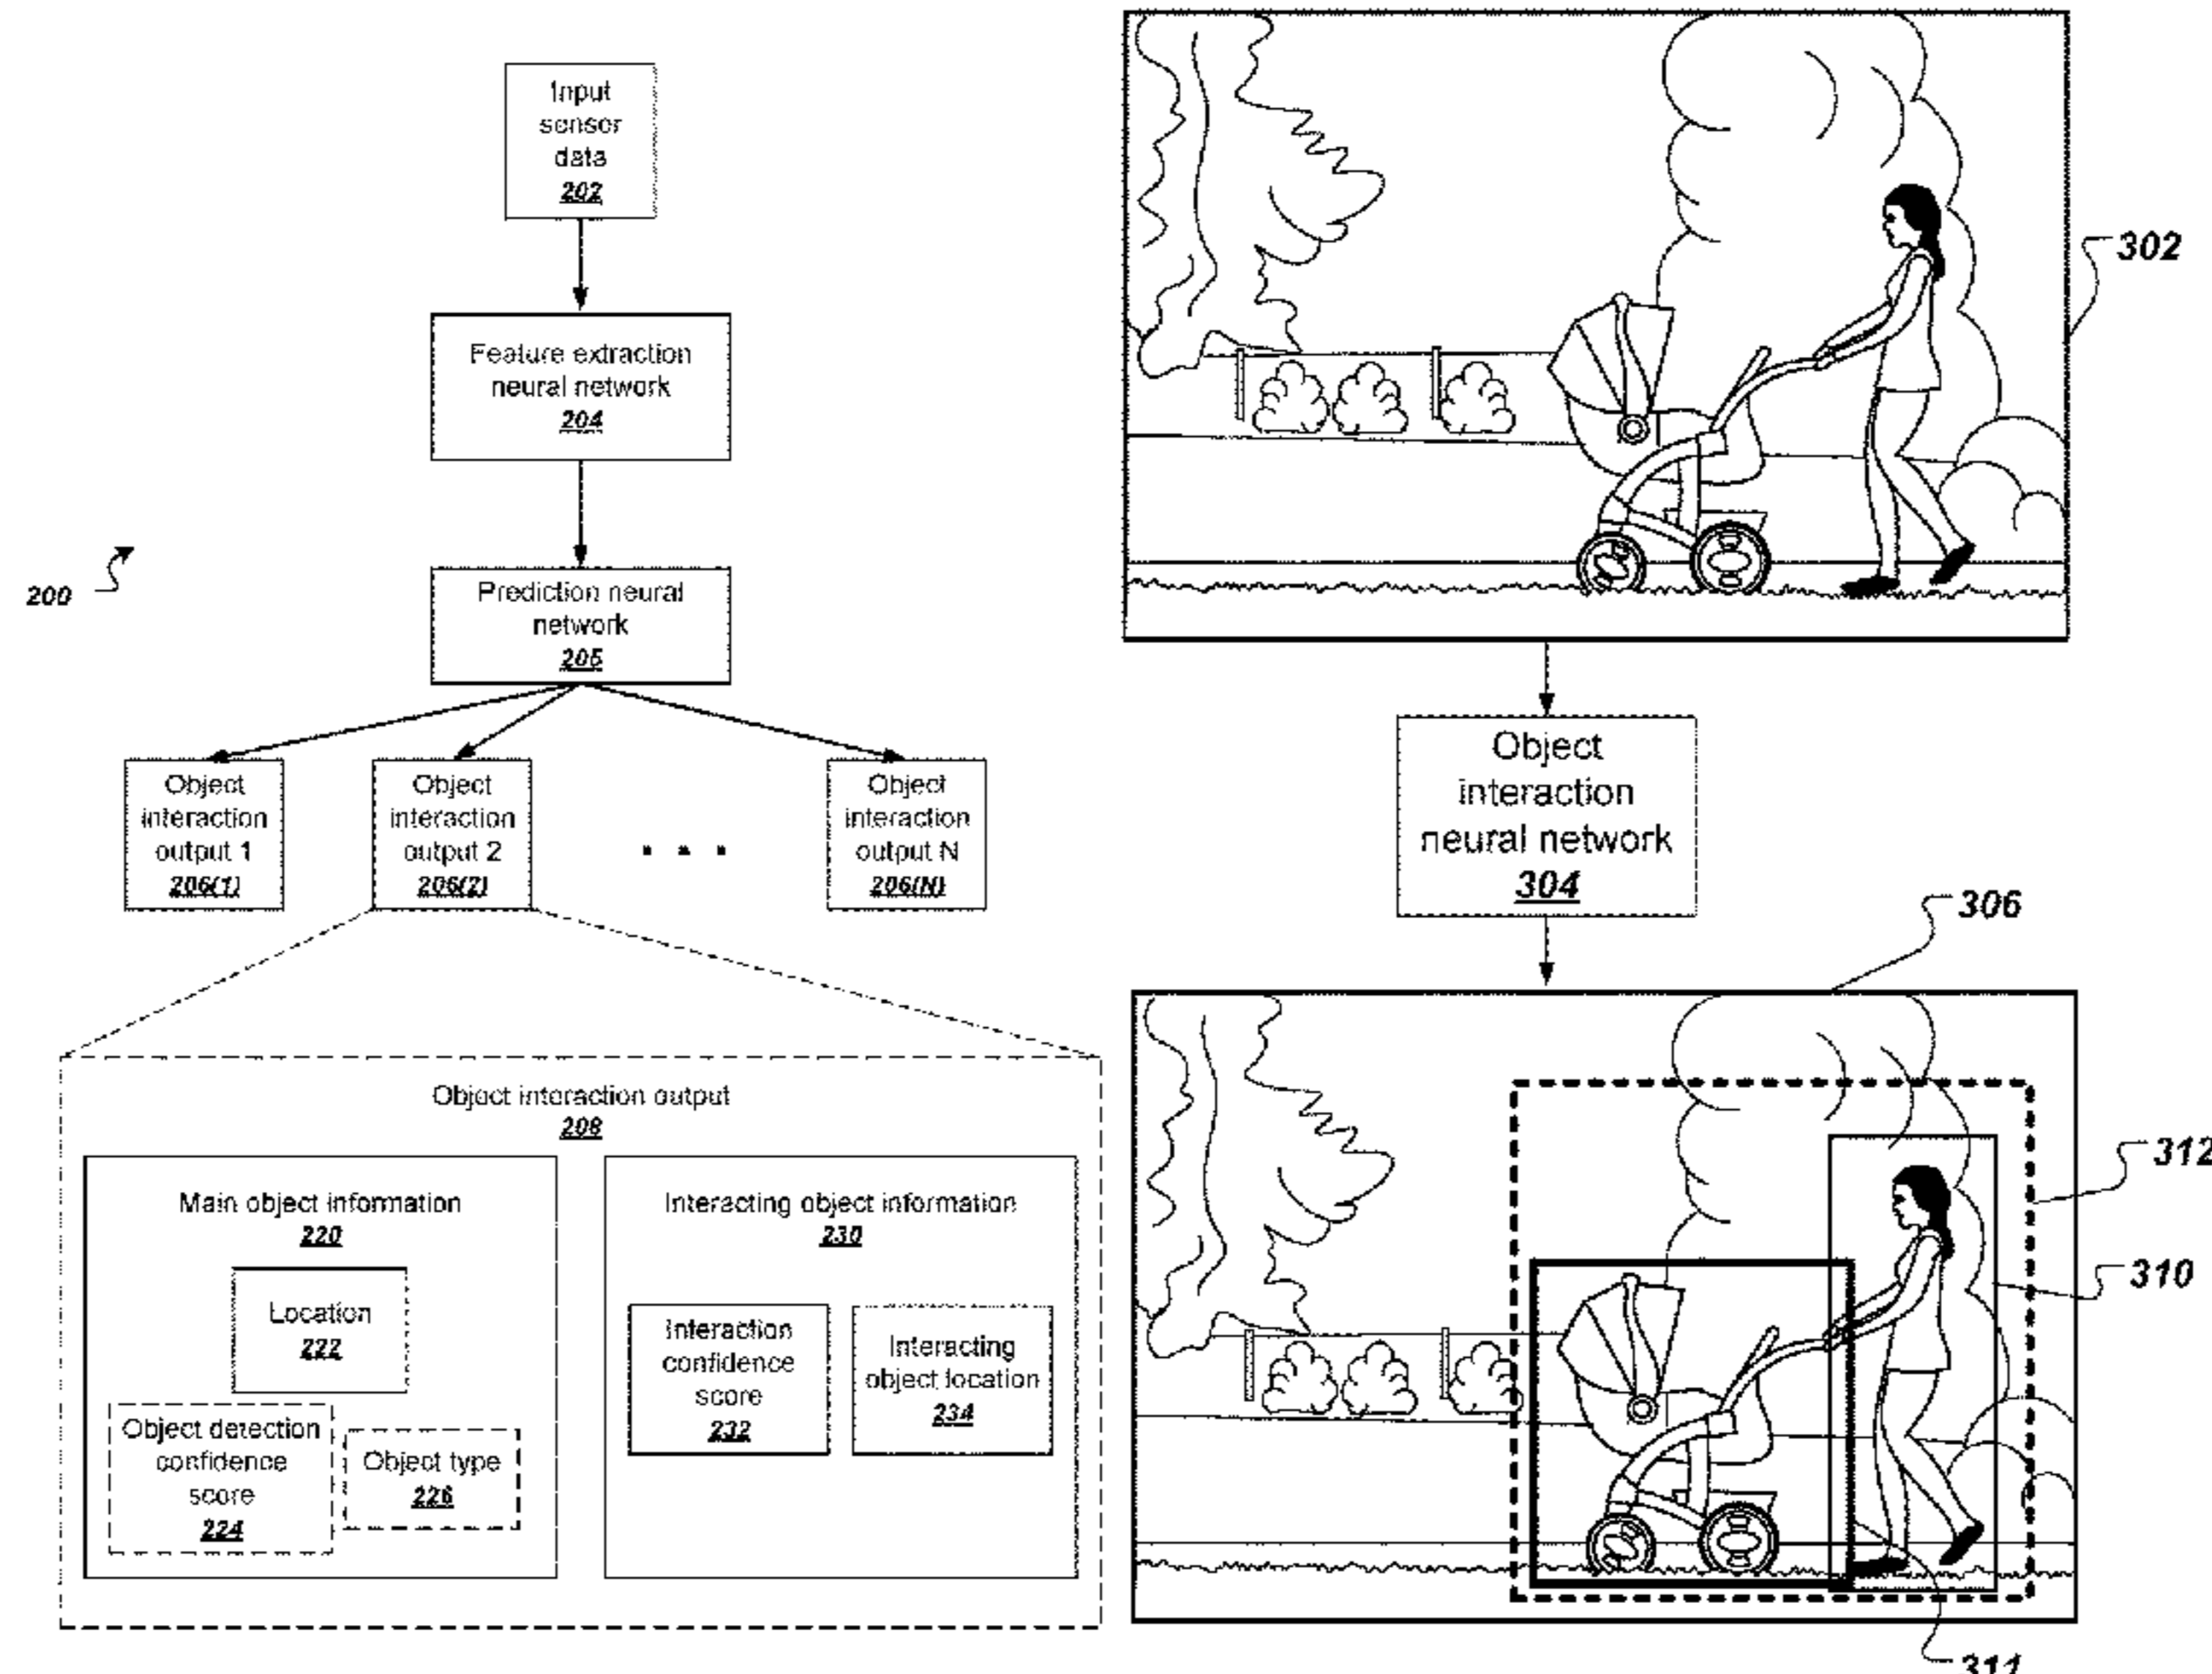 Input
sensor
data
202
Feature extraction
neural network
204
200
Prediction neural
network
205
Object
interaction
output 1
206(1)
Object
interaction
output 2
206(2)
. . .
Object
interaction
output N
206(N)
Object interaction output
208
Main object information
220
Location
222
Object detection
confidence
score
224
Object type
226
Interacting object information
230
Interaction
confidence
score
232
Interacting
object location
234
302
Object
interaction
neural network
304
306
312
310
311